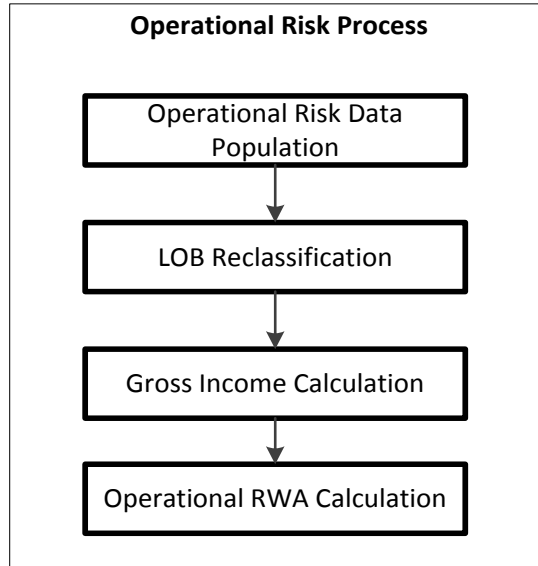 Operational Risk Process
Operational Risk Data
Population
LOB Reclassification
Gross Income Calculation
Operational RWA Calculation